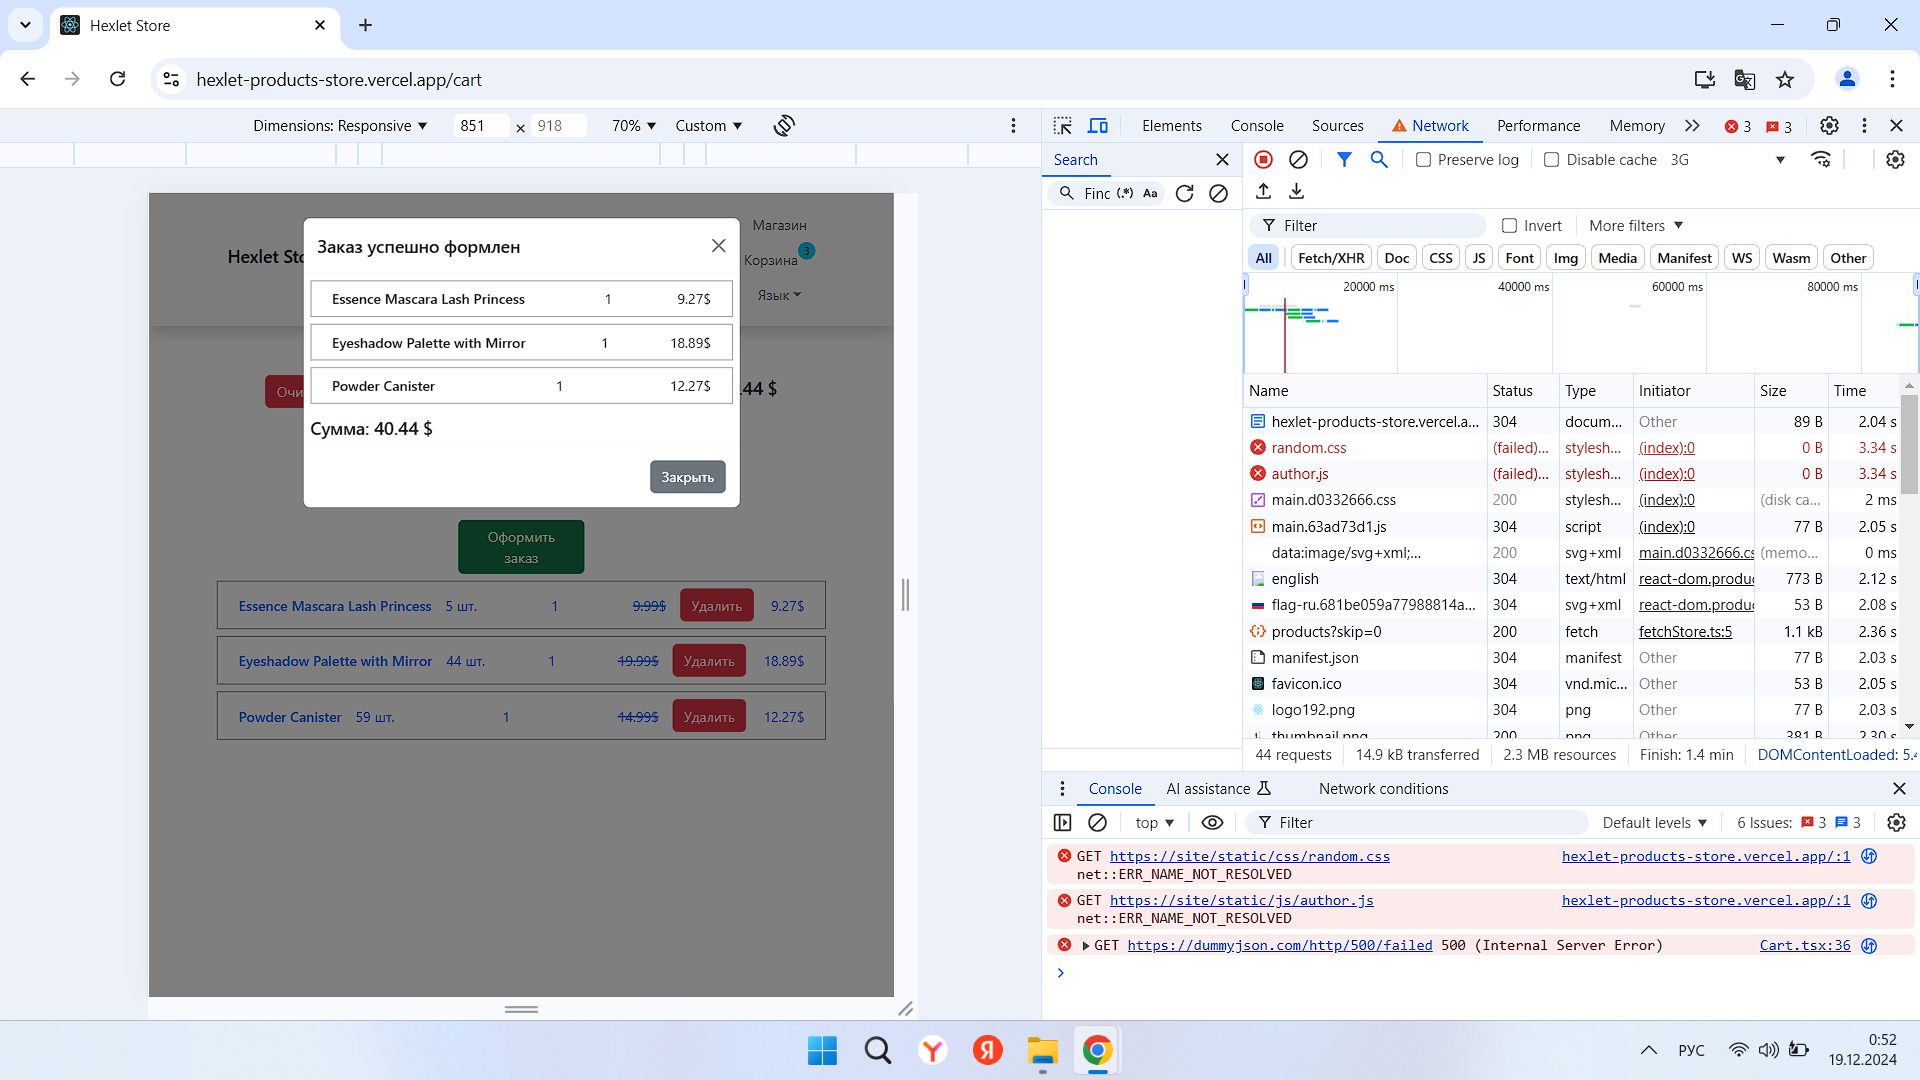 Hexlet Store
hexlet-products-store.vercel.app/cart
Dimensions: Responsive 851 × 918 70% Custom
Elements Console Sources Network Performance Memory 3 3
Search
Preserve log Disable cache 3G
Finc (.*) Aa
Filter Invert More filters
All Fetch/XHR Doc CSS JS Font Img Media Manifest WS Wasm Other
20000 ms 40000 ms 60000 ms 80000 ms
Name Status Type Initiator Size Time
hexlet-products-store.vercel.a... 304 docum... Other 89 B 2.04 s
random.css (failed)... stylesh... (index):0 0 B 3.34 s
author.js (failed)... stylesh... (index):0 0 B 3.34 s
main.d0332666.css 200 stylesh... (index):0 (disk ca... 2 ms
main.63ad73d1.js 304 script (index):0 77 B 2.05 s
data:image/svg+xml;... 200 svg+xml main.d0332666.cs (memo... 0 ms
english 304 text/html react-dom.produc 773 B 2.12 s
flag-ru.681be059a77988814a... 304 svg+xml react-dom.produc 53 B 2.08 s
products?skip=0 200 fetch fetchStore.ts:5 1.1 kB 2.36 s
manifest.json 304 manifest Other 77 B 2.03 s
favicon.ico 304 vnd.mic... Other 53 B 2.05 s
logo192.png 304 png Other 77 B 2.03 s
thumbnail.png 200 png Other 381 B 2.30 s
44 requests 14.9 kB transferred 2.3 MB resources Finish: 1.4 min DOMContentLoaded: 5.4
Console AI assistance Network conditions
top Filter Default levels 6 Issues: 3 3
GET https://site/static/css/random.css hexlet-products-store.vercel.app/:1
net::ERR_NAME_NOT_RESOLVED
GET https://site/static/js/author.js hexlet-products-store.vercel.app/:1
net::ERR_NAME_NOT_RESOLVED
GET https://dummyjson.com/http/500/failed 500 (Internal Server Error) Cart.tsx:36
Hexlet Sto
Магазин
Корзина 3
Язык
Заказ успешно формлен
Essence Mascara Lash Princess 1 9.27$
Eyeshadow Palette with Mirror 1 18.89$
Powder Canister 1 12.27$
Сумма: 40.44 $
Закрыть
Очи
.44 $
Оформить
заказ
Essence Mascara Lash Princess 5 шт. 1 9.99$ Удалить 9.27$
Eyeshadow Palette with Mirror 44 шт. 1 19.99$ Удалить 18.89$
Powder Canister 59 шт. 1 14.99$ Удалить 12.27$
РУС
0:52
19.12.2024